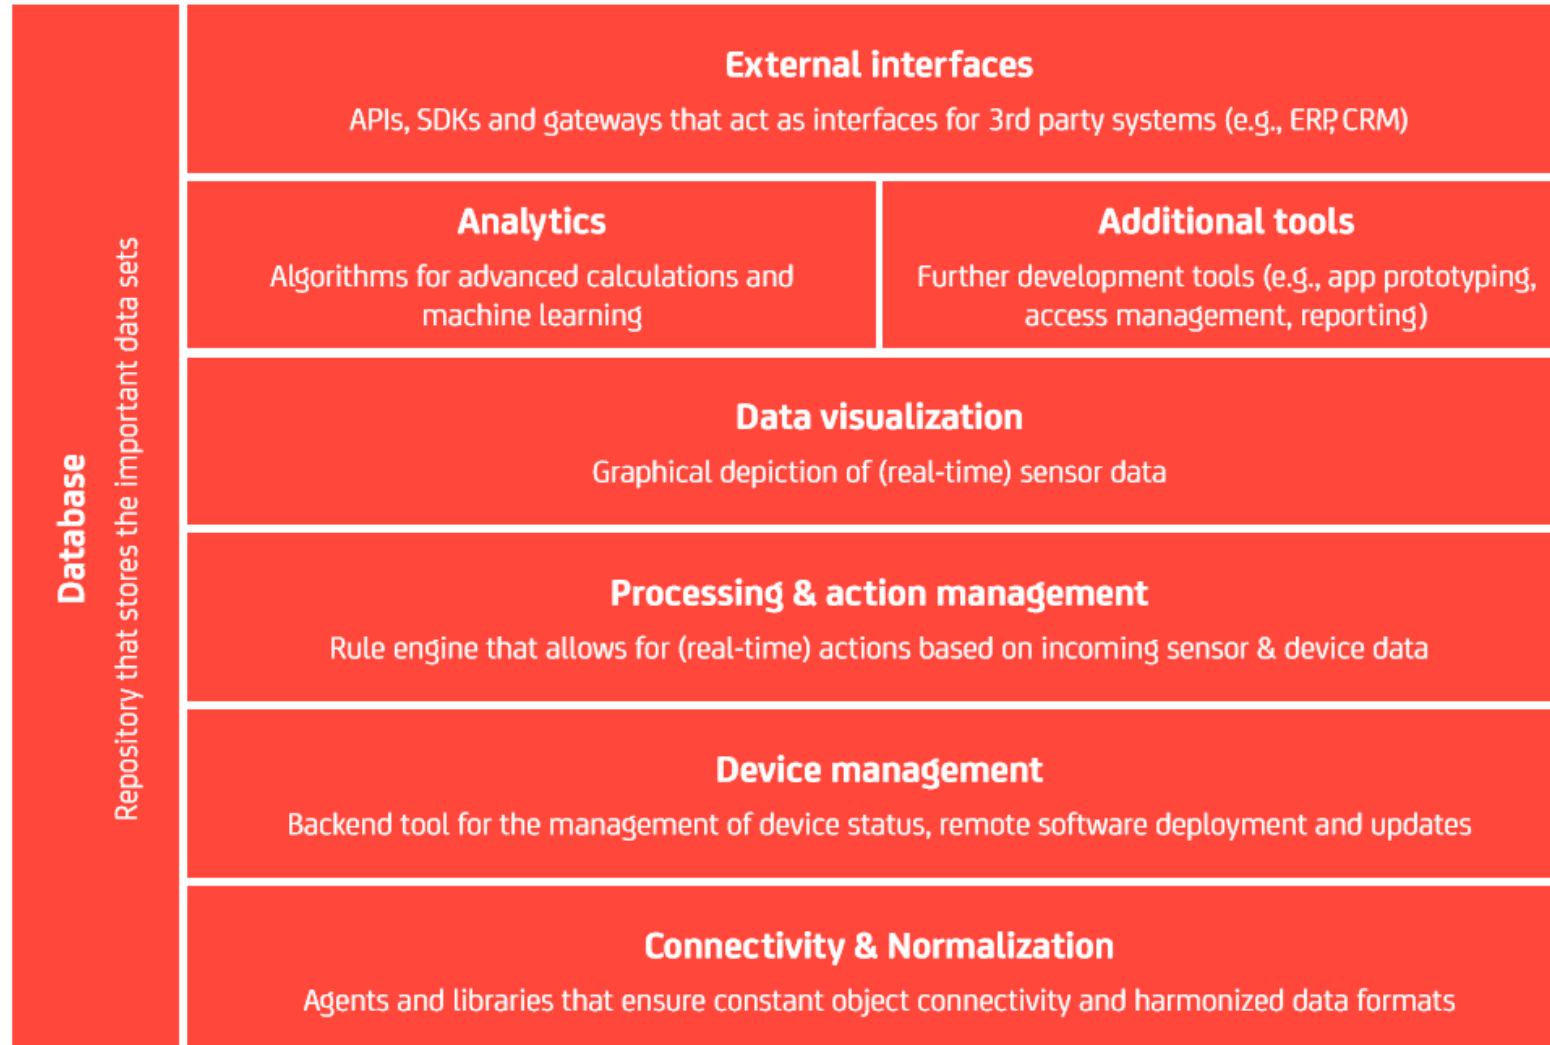 Database
Repository that stores the important data sets
External interfaces
APIs, SDKs and gateways that act as interfaces for 3rd party systems (e.g., ERP, CRM)
Analytics
Algorithms for advanced calculations and
machine learning
Additional tools
Further development tools (e.g., app prototyping,
access management, reporting)
Data visualization
Graphical depiction of (real-time) sensor data
Processing & action management
Rule engine that allows for (real-time) actions based on incoming sensor & device data
Device management
Backend tool for the management of device status, remote software deployment and updates
Connectivity & Normalization
Agents and libraries that ensure constant object connectivity and harmonized data formats